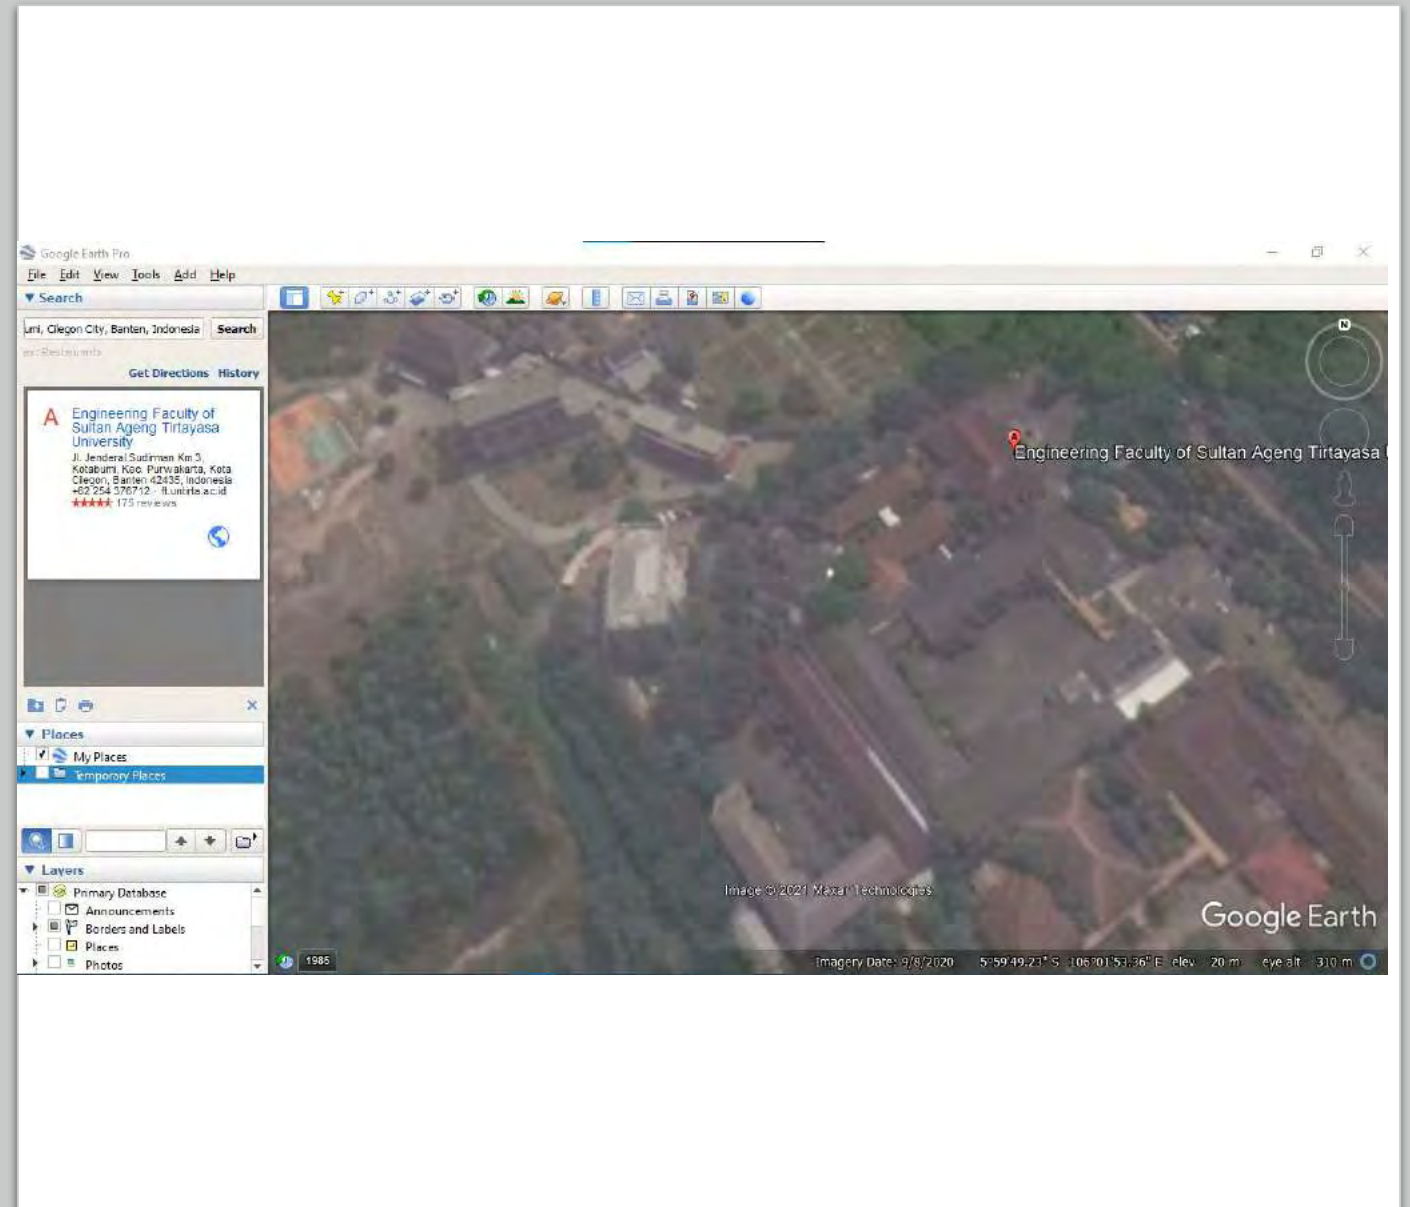 Google Earth Pro
File Edit View Tools Add Help
Search
umi, Cilegon City, Banten, Indonesia Search
ex: Restaurants
Get Directions History
A Engineering Faculty of
Sultan Ageng Tirtayasa
University
Jl. Jenderal Sudirman Km 3,
Kotabumi, Kec. Purwakarta, Kota
Cilegon, Banten 42435, Indonesia
+62 254 376712 - ft.untirta.ac.id
175 reviews
N
A
Engineering Faculty of Sultan Ageng Tirtayasa U
Places
My Places
Temporary Places
Layers
Primary Database
Announcements
Borders and Labels
Places
Photos
Image © 2021 Maxar Technologies
Google Earth
1985
Imagery Date: 9/8/2020 5°59'49.23" S 106°01'53.36" E elev 20 m eye alt 310 m